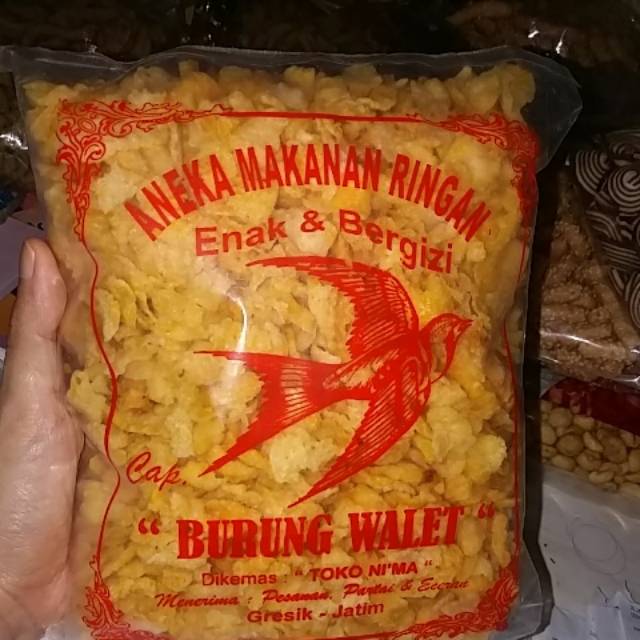 ANEKA MAKANAN RINGAN
Enak & Bergizi
Cap.
“ BURUNG WALET “
Dikemas : “ TOKO NI'MA “
Menerima : Pesanan, Partai & Eceran
Gresik - Jatim